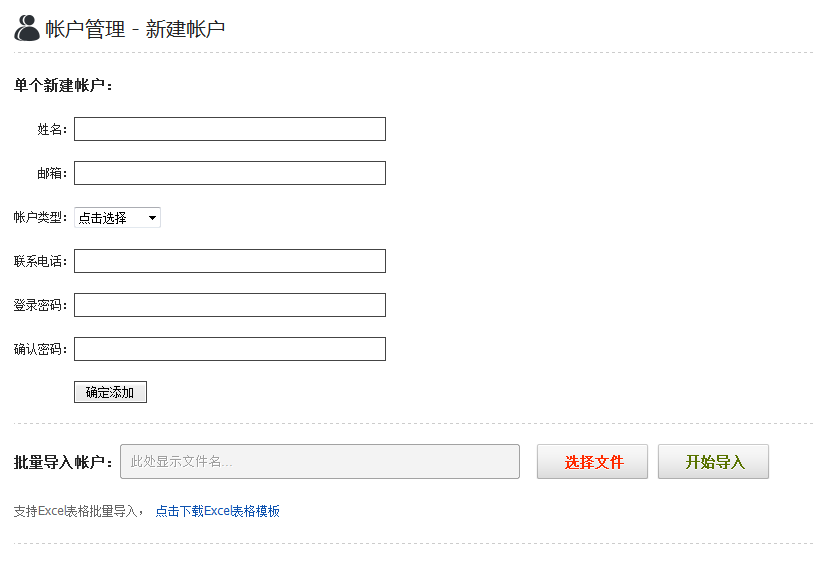 帐户管理 - 新建帐户
单个新建帐户：
姓名：
邮箱：
帐户类型： 点击选择
联系电话：
登录密码：
确认密码：
确定添加
批量导入帐户： 此处显示文件名... 选择文件 开始导入
支持Excel表格批量导入， 点击下载Excel表格模板